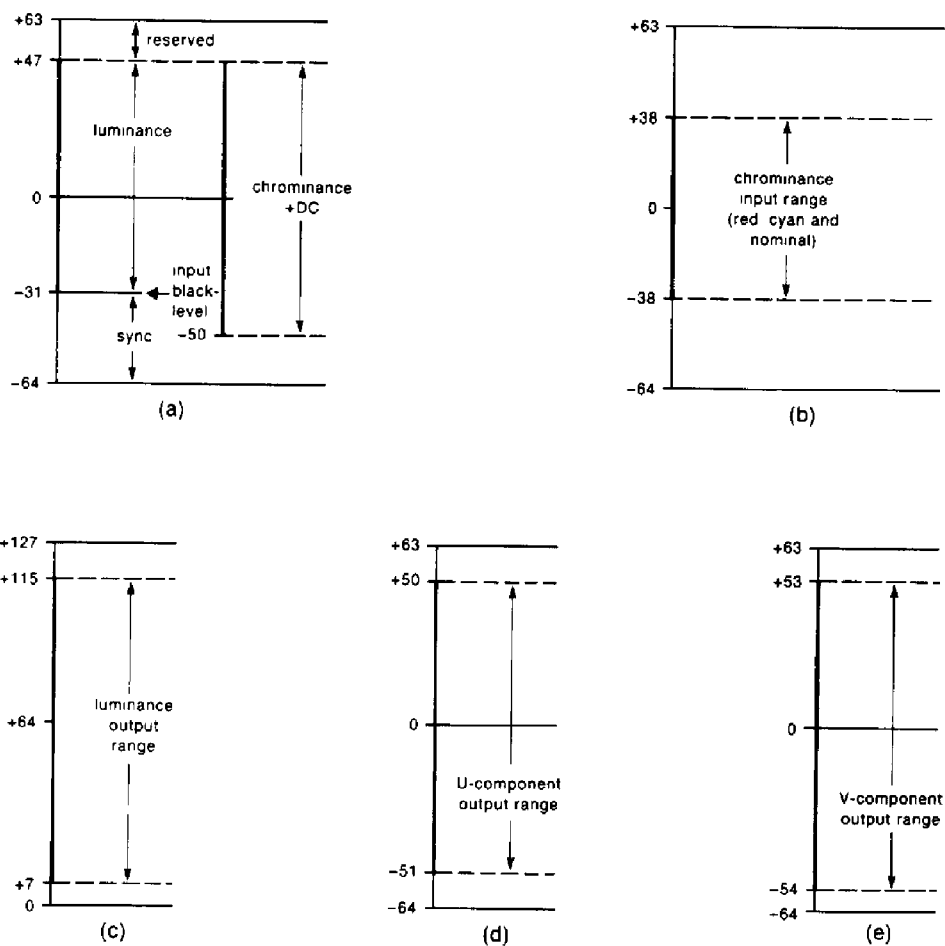 +63
reserved
+47
luminance
0
chrominance
+DC
input
black-
level
-31
-50
sync
-64
(a)
+63
+38
chrominance
input range
(red cyan and
nominal)
0
-38
-64
(b)
+127
+115
luminance
output
range
+64
+7
0
(c)
+63
+50
0
U-component
output range
-51
-64
(d)
+63
+53
0
V-component
output range
-54
-64
(e)